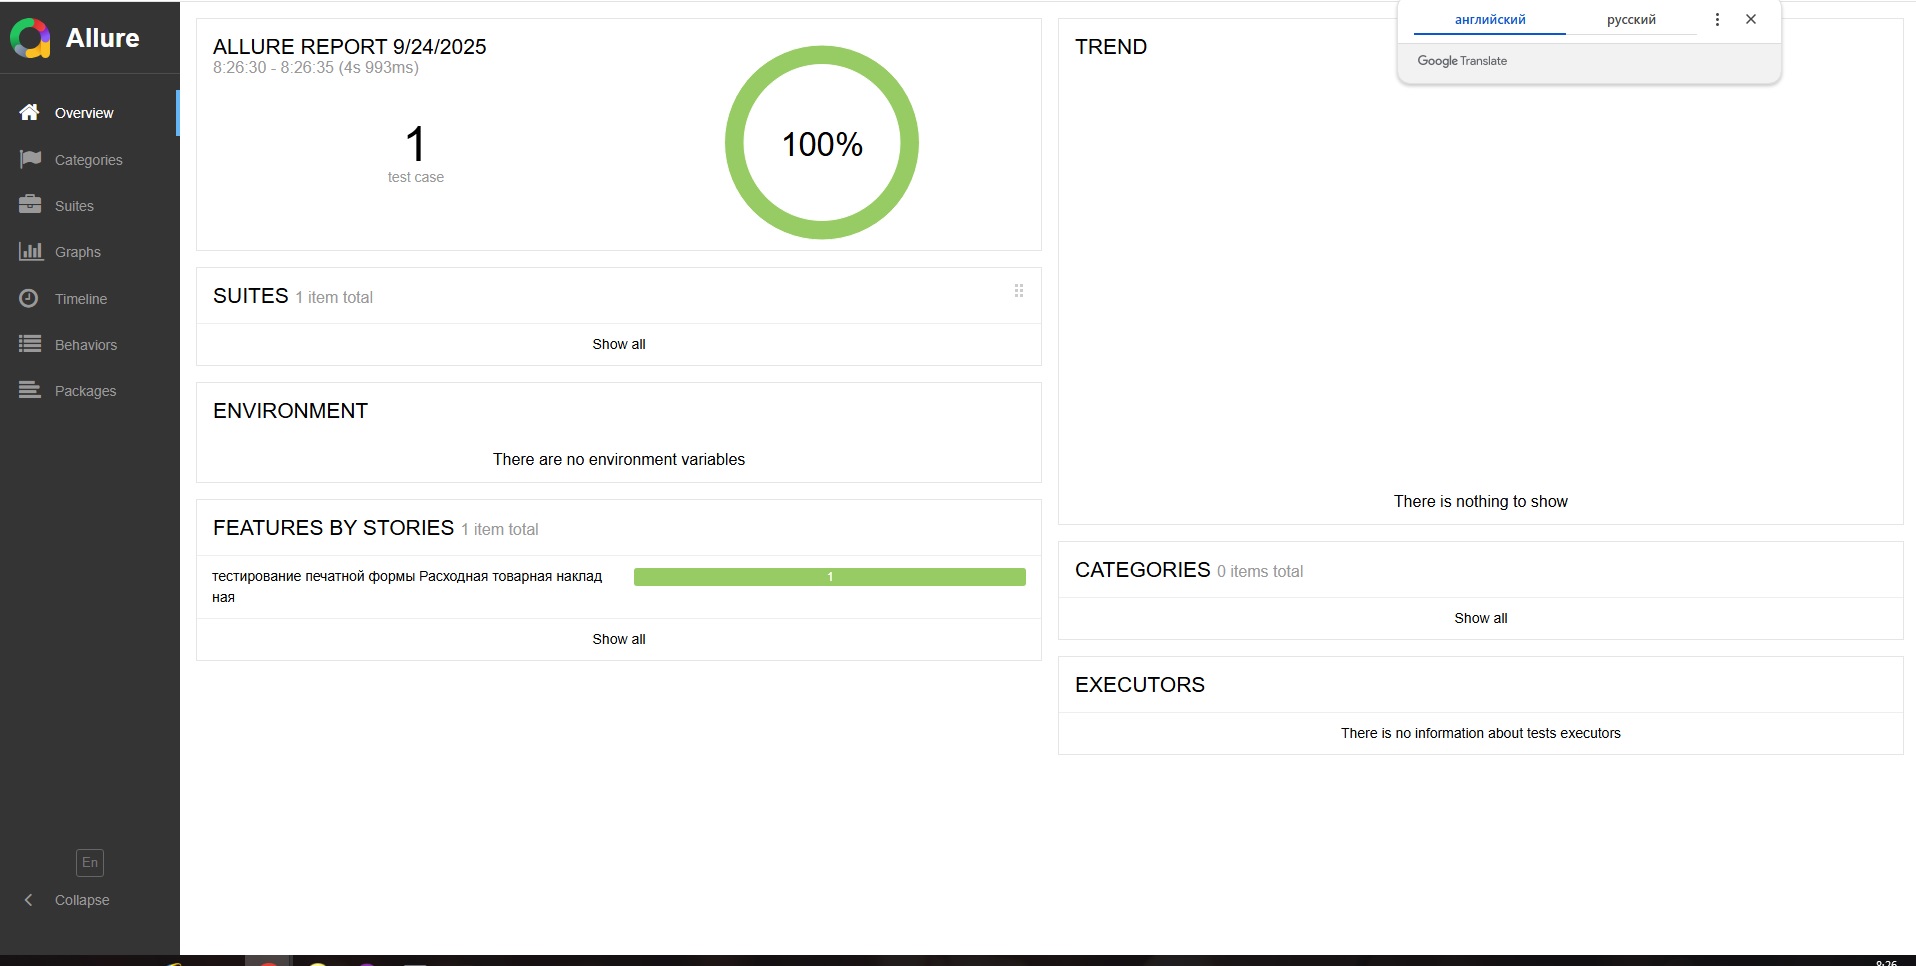 Allure
Overview
Categories
Suites
Graphs
Timeline
Behaviors
Packages
En
Collapse
ALLURE REPORT 9/24/2025
8:26:30 - 8:26:35 (4s 993ms)
1
test case
100%
SUITES 1 item total
Show all
ENVIRONMENT
There are no environment variables
FEATURES BY STORIES 1 item total
тестирование печатной формы Расходная товарная наклад
ная
1
Show all
TREND
There is nothing to show
CATEGORIES 0 items total
Show all
EXECUTORS
There is no information about tests executors
английский русский
Google Translate
8:26